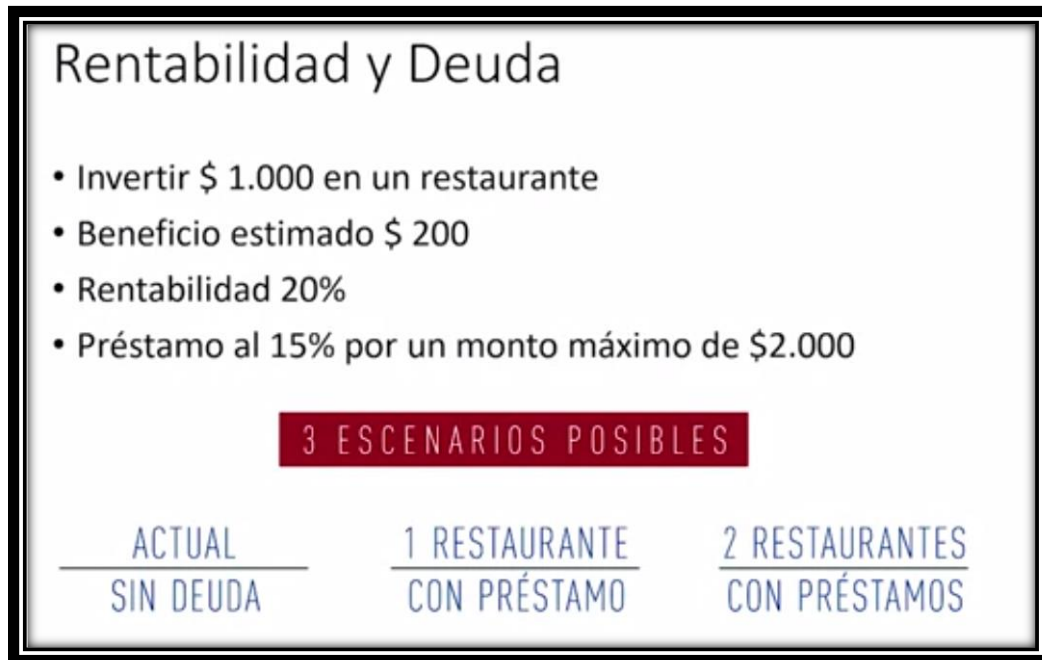 Rentabilidad y Deuda
• Invertir $ 1.000 en un restaurante
• Beneficio estimado $ 200
• Rentabilidad 20%
• Préstamo al 15% por un monto máximo de $2.000
3 ESCENARIOS POSIBLES
ACTUAL
SIN DEUDA
1 RESTAURANTE
CON PRÉSTAMO
2 RESTAURANTES
CON PRÉSTAMOS